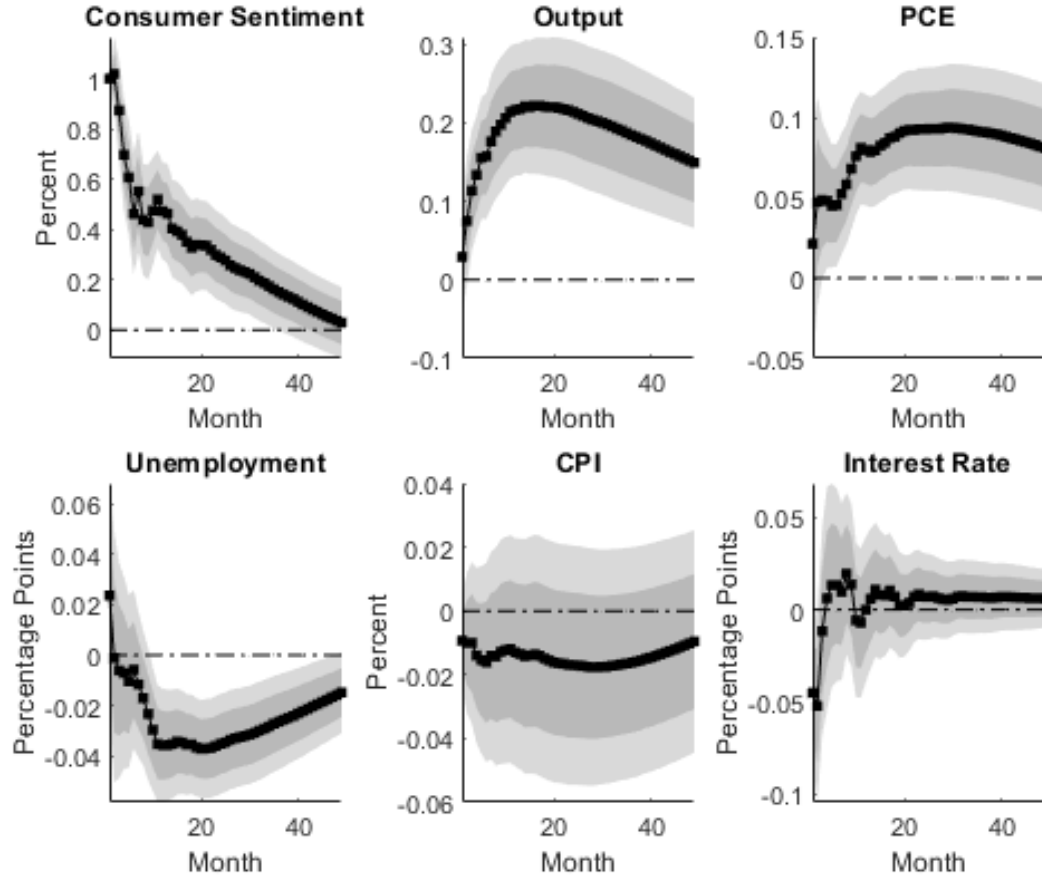 Consumer Sentiment
Percent
1
0.8
0.6
0.4
0.2
0
20 40
Month
Output
0.3
0.2
0.1
0
-0.1
20 40
Month
PCE
0.15
0.1
0.05
0
-0.05
20 40
Month
Unemployment
Percentage Points
0.06
0.04
0.02
0
-0.02
-0.04
20 40
Month
CPI
Percent
0.04
0.02
0
-0.02
-0.04
-0.06
20 40
Month
Interest Rate
Percentage Points
0.05
0
-0.05
-0.1
20 40
Month